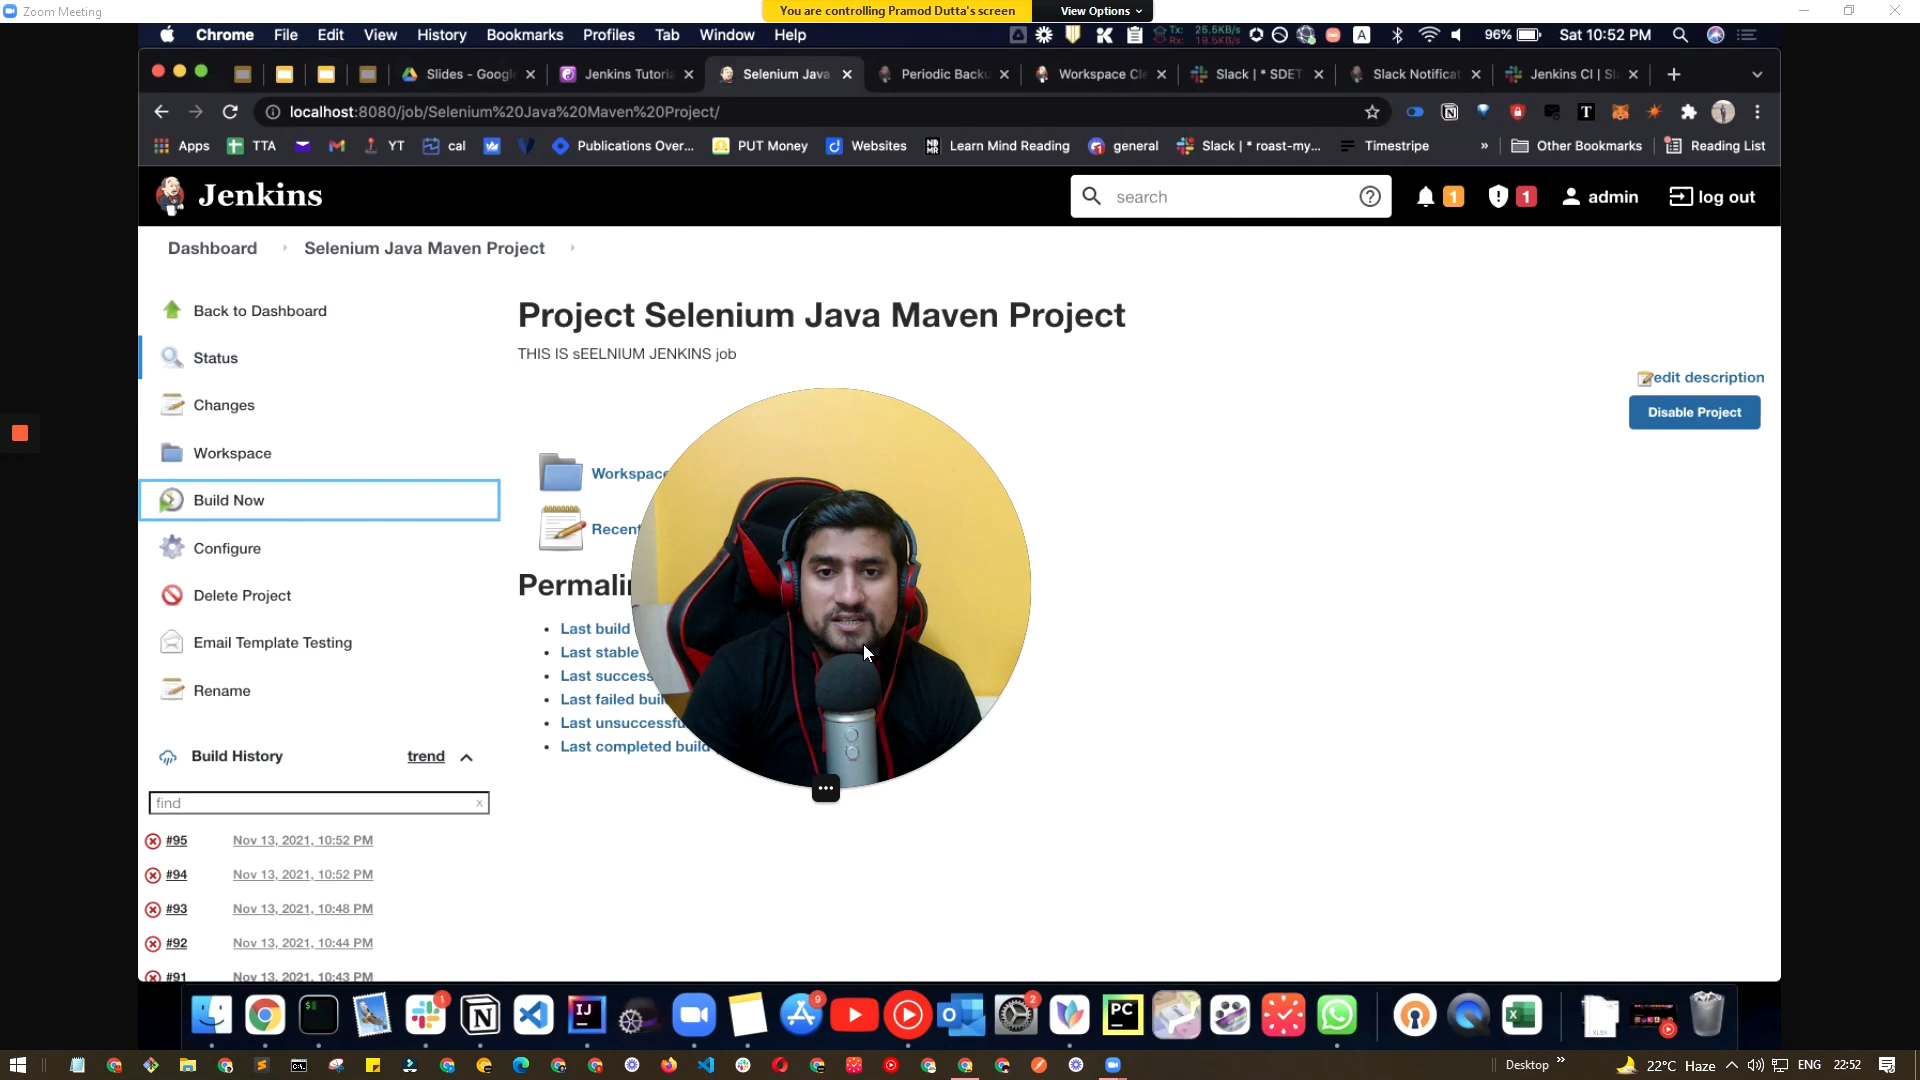 Zoom Meeting
You are controlling Pramod Dutta's screen
View Options
Chrome File Edit View History Bookmarks Profiles Tab Window Help
96%
Sat 10:52 PM
Slides - Google
Jenkins Tutoria
Selenium Java
Periodic Backu
Workspace Cle
Slack | * SDET
Slack Notificat
Jenkins CI | Sl
localhost:8080/job/Selenium%20Java%20Maven%20Project/
Apps
TTA
YT
cal
Publications Over...
PUT Money
Websites
Learn Mind Reading
general
Slack | * roast-my...
Timestripe
»
Other Bookmarks
Reading List
Jenkins
search
1
1
admin
log out
Dashboard
Selenium Java Maven Project
Back to Dashboard
Status
Changes
Workspace
Build Now
Configure
Delete Project
Email Template Testing
Rename
Build History
trend
find
x
#95 Nov 13, 2021, 10:52 PM
#94 Nov 13, 2021, 10:52 PM
#93 Nov 13, 2021, 10:48 PM
#92 Nov 13, 2021, 10:44 PM
#91 Nov 13, 2021, 10:43 PM
Project Selenium Java Maven Project
THIS IS sEELNIUM JENKINS job
edit description
Disable Project
Workspace
Recent
Permalin
Last build
Last stable
Last success
Last failed buil
Last unsuccessfu
Last completed build
Desktop
22°C Haze
ENG
22:52